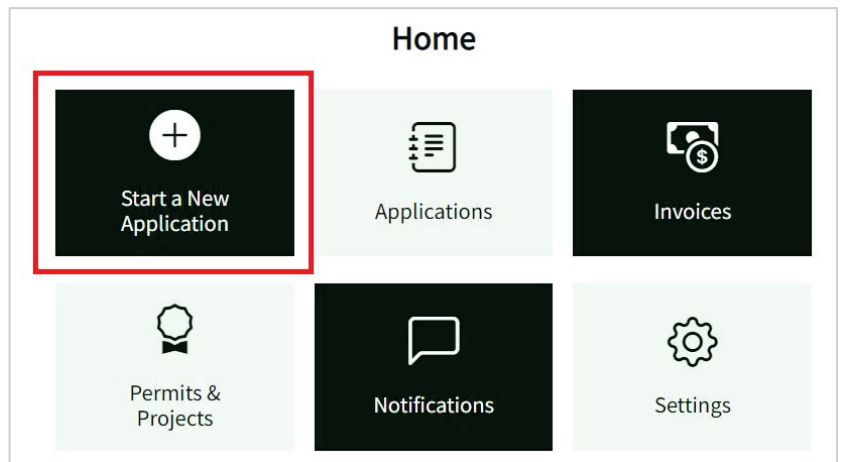 Home
Start a New
Application
Applications
Invoices
Permits &
Projects
Notifications
Settings